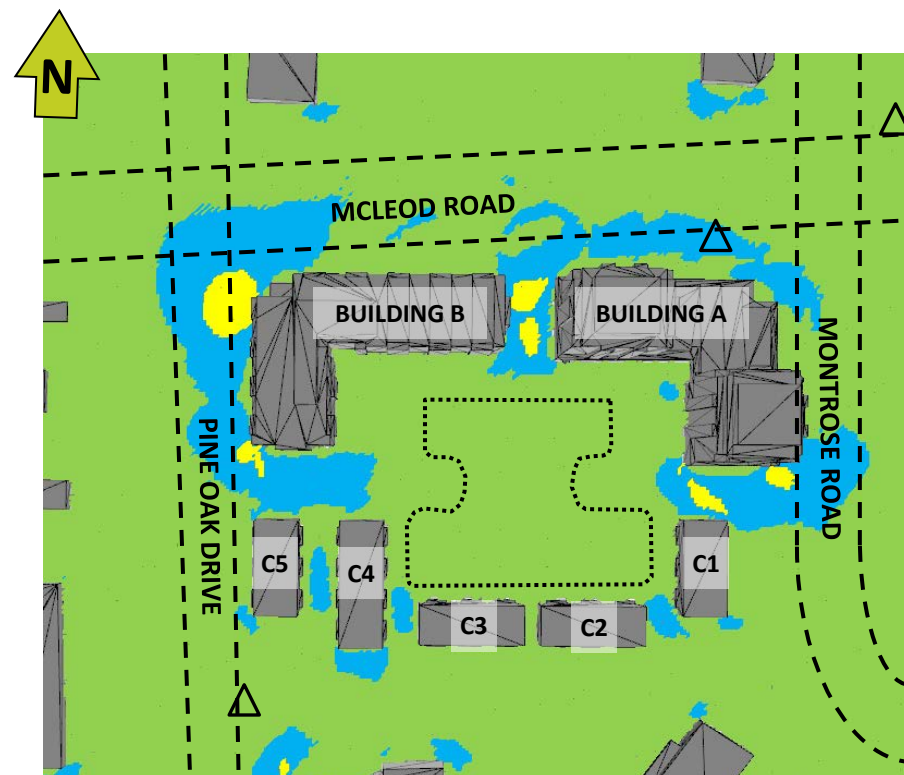 N
MCLEOD ROAD
BUILDING B
BUILDING A
MONTROSE ROAD
PINE OAK DRIVE
C5
C4
C3
C2
C1